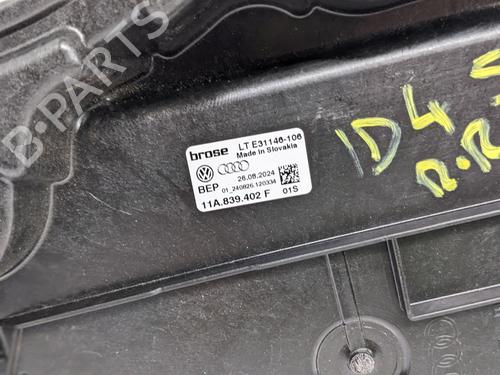 B-PARTS
brose LT E31146-106
Made in Slovakia
BEP 26.08.2024
01_240826.120334
11A.839.402 F 01S
ID4
R.R